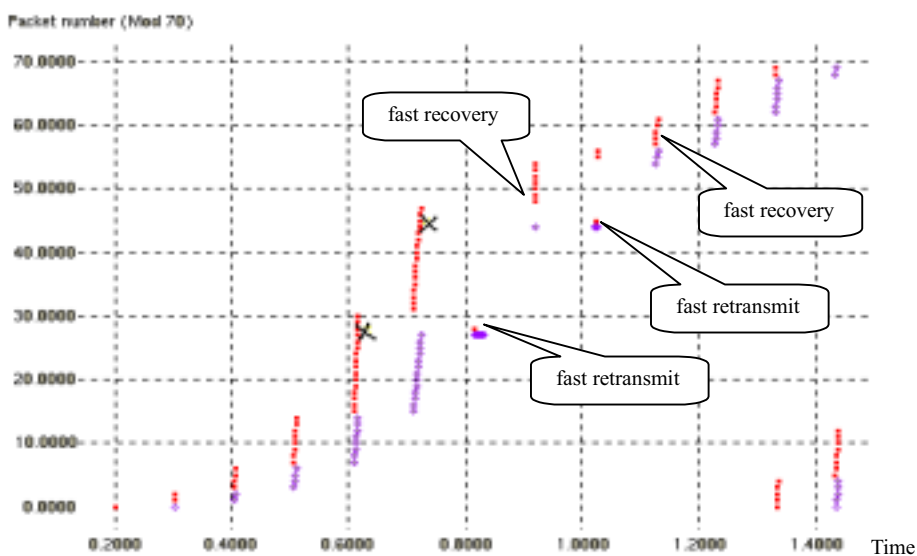 Packet number (Mod 70)
70.0000
fast recovery
60.0000
50.0000
fast recovery
40.0000
fast retransmit
30.0000
fast retransmit
20.0000
10.0000
0.0000
0.2000 0.4000 0.6000 0.8000 1.0000 1.2000 1.4000 Time